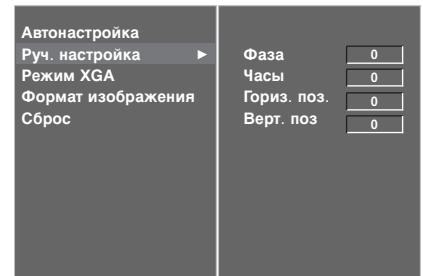 Автонастройка
Руч. настройка ►
Режим XGA
Формат изображения
Сброс
Фаза 0
Часы 0
Гориз. поз. 0
Верт. поз 0